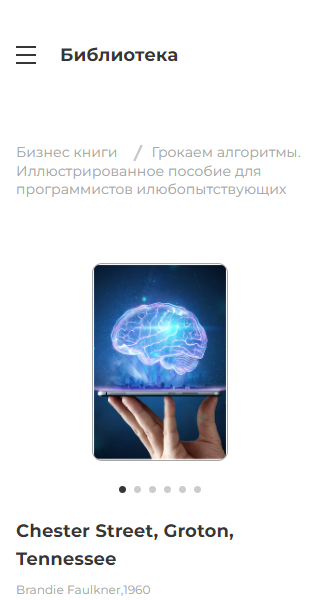 Библиотека
Бизнес книги / Грокаем алгоритмы.
Иллюстрированное пособие для
программистов илюбопытствующих
Chester Street, Groton,
Tennessee
Brandie Faulkner,1960